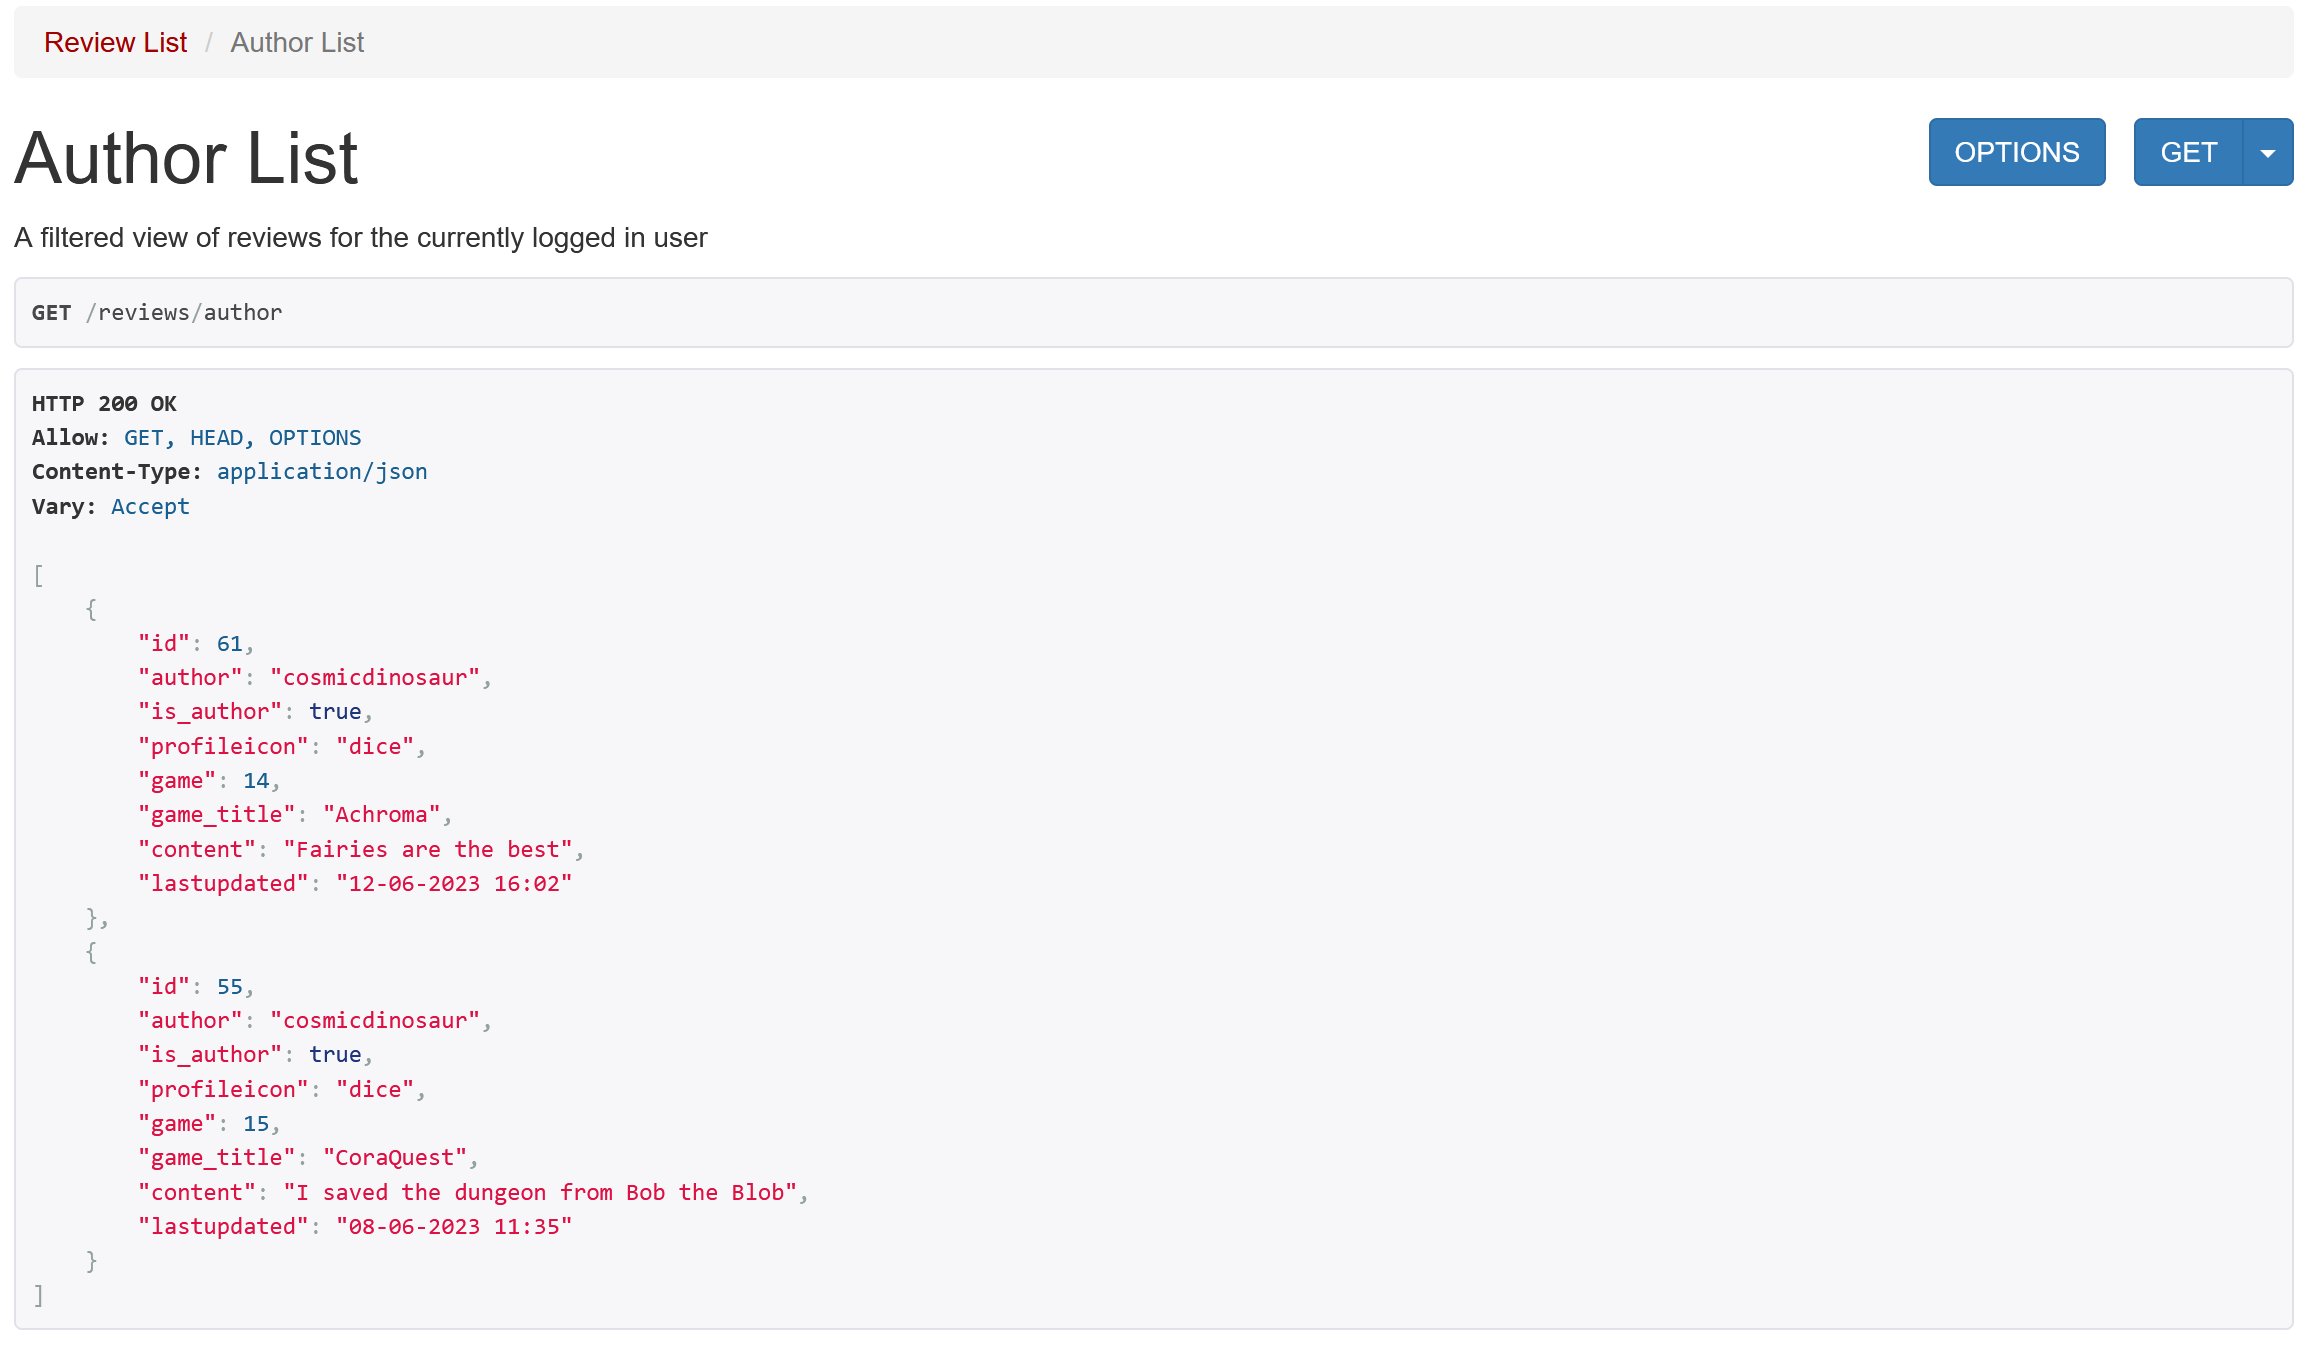 Review List / Author List
Author List
OPTIONS
GET
A filtered view of reviews for the currently logged in user
GET /reviews/author
HTTP 200 OK
Allow: GET, HEAD, OPTIONS
Content-Type: application/json
Vary: Accept
[
    {
        "id": 61,
        "author": "cosmicdinosaur",
        "is_author": true,
        "profileicon": "dice",
        "game": 14,
        "game_title": "Achroma",
        "content": "Fairies are the best",
        "lastupdated": "12-06-2023 16:02"
    },
    {
        "id": 55,
        "author": "cosmicdinosaur",
        "is_author": true,
        "profileicon": "dice",
        "game": 15,
        "game_title": "CoraQuest",
        "content": "I saved the dungeon from Bob the Blob",
        "lastupdated": "08-06-2023 11:35"
    }
]